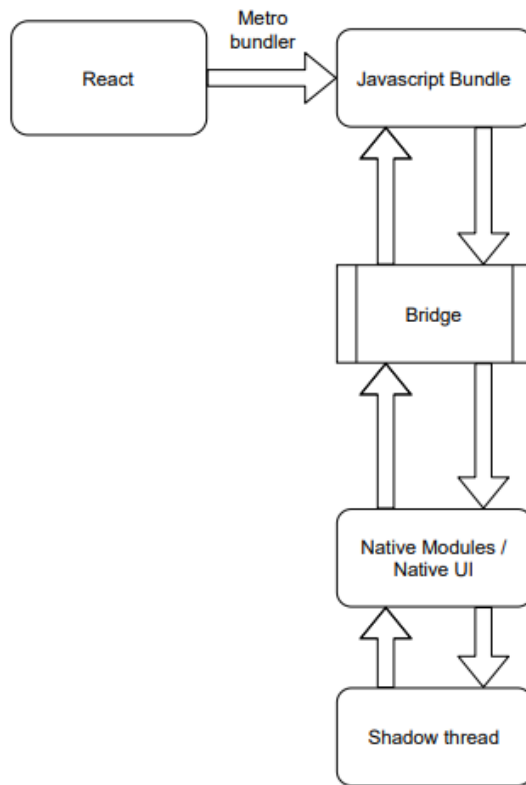 Metro
bundler
React
Javascript Bundle
Bridge
Native Modules /
Native UI
Shadow thread